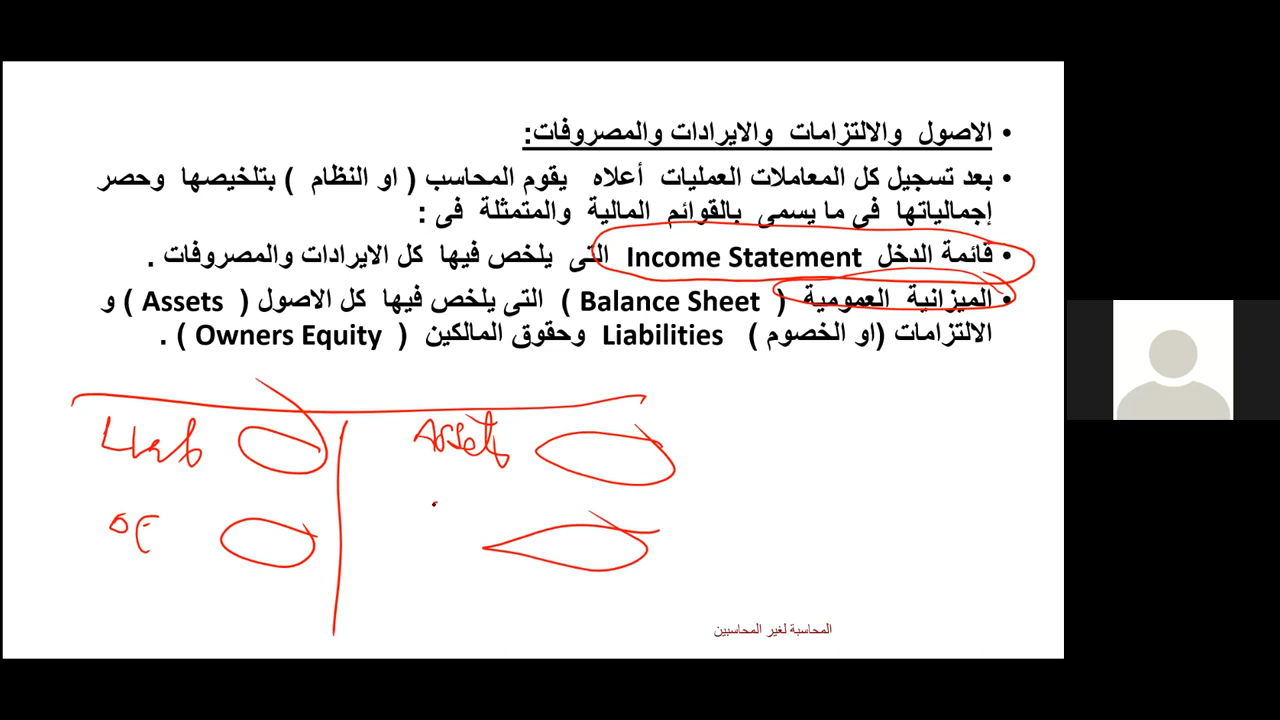 • الاصول والالتزامات والايرادات والمصروفات:
• بعد تسجيل كل المعاملات العمليات أعلاه يقوم المحاسب ( او النظام ) بتلخيصها وحصر
إجمالياتها فى ما يسمى بالقوائم المالية والمتمثلة فى :
• قائمة الدخل Income Statement التى يلخص فيها كل الايرادات والمصروفات .
• الميزانية العمومية ( Balance Sheet ) التى يلخص فيها كل الاصول ( Assets ) و
الالتزامات (او الخصوم ) Liabilities وحقوق المالكين ( Owners Equity ) .
Liab Assets
OE
المحاسبة لغير المحاسبين